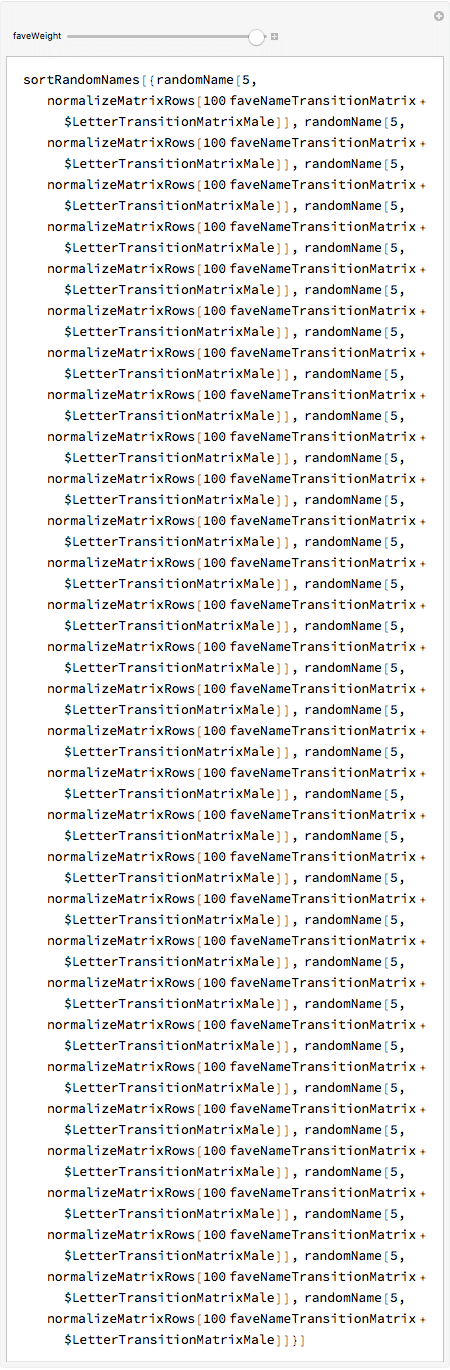 faveWeight
sortRandomNames[{randomName[5,
normalizeMatrixRows[100 faveNameTransitionMatrix +
$LetterTransitionMatrixMale]], randomName[5,
normalizeMatrixRows[100 faveNameTransitionMatrix +
$LetterTransitionMatrixMale]], randomName[5,
normalizeMatrixRows[100 faveNameTransitionMatrix +
$LetterTransitionMatrixMale]], randomName[5,
normalizeMatrixRows[100 faveNameTransitionMatrix +
$LetterTransitionMatrixMale]], randomName[5,
normalizeMatrixRows[100 faveNameTransitionMatrix +
$LetterTransitionMatrixMale]], randomName[5,
normalizeMatrixRows[100 faveNameTransitionMatrix +
$LetterTransitionMatrixMale]], randomName[5,
normalizeMatrixRows[100 faveNameTransitionMatrix +
$LetterTransitionMatrixMale]], randomName[5,
normalizeMatrixRows[100 faveNameTransitionMatrix +
$LetterTransitionMatrixMale]], randomName[5,
normalizeMatrixRows[100 faveNameTransitionMatrix +
$LetterTransitionMatrixMale]], randomName[5,
normalizeMatrixRows[100 faveNameTransitionMatrix +
$LetterTransitionMatrixMale]], randomName[5,
normalizeMatrixRows[100 faveNameTransitionMatrix +
$LetterTransitionMatrixMale]], randomName[5,
normalizeMatrixRows[100 faveNameTransitionMatrix +
$LetterTransitionMatrixMale]], randomName[5,
normalizeMatrixRows[100 faveNameTransitionMatrix +
$LetterTransitionMatrixMale]], randomName[5,
normalizeMatrixRows[100 faveNameTransitionMatrix +
$LetterTransitionMatrixMale]], randomName[5,
normalizeMatrixRows[100 faveNameTransitionMatrix +
$LetterTransitionMatrixMale]], randomName[5,
normalizeMatrixRows[100 faveNameTransitionMatrix +
$LetterTransitionMatrixMale]], randomName[5,
normalizeMatrixRows[100 faveNameTransitionMatrix +
$LetterTransitionMatrixMale]], randomName[5,
normalizeMatrixRows[100 faveNameTransitionMatrix +
$LetterTransitionMatrixMale]], randomName[5,
normalizeMatrixRows[100 faveNameTransitionMatrix +
$LetterTransitionMatrixMale]], randomName[5,
normalizeMatrixRows[100 faveNameTransitionMatrix +
$LetterTransitionMatrixMale]], randomName[5,
normalizeMatrixRows[100 faveNameTransitionMatrix +
$LetterTransitionMatrixMale]], randomName[5,
normalizeMatrixRows[100 faveNameTransitionMatrix +
$LetterTransitionMatrixMale]], randomName[5,
normalizeMatrixRows[100 faveNameTransitionMatrix +
$LetterTransitionMatrixMale]], randomName[5,
normalizeMatrixRows[100 faveNameTransitionMatrix +
$LetterTransitionMatrixMale]], randomName[5,
normalizeMatrixRows[100 faveNameTransitionMatrix +
$LetterTransitionMatrixMale]], randomName[5,
normalizeMatrixRows[100 faveNameTransitionMatrix +
$LetterTransitionMatrixMale]], randomName[5,
normalizeMatrixRows[100 faveNameTransitionMatrix +
$LetterTransitionMatrixMale]], randomName[5,
normalizeMatrixRows[100 faveNameTransitionMatrix +
$LetterTransitionMatrixMale]], randomName[5,
normalizeMatrixRows[100 faveNameTransitionMatrix +
$LetterTransitionMatrixMale]], randomName[5,
normalizeMatrixRows[100 faveNameTransitionMatrix +
$LetterTransitionMatrixMale]]}]